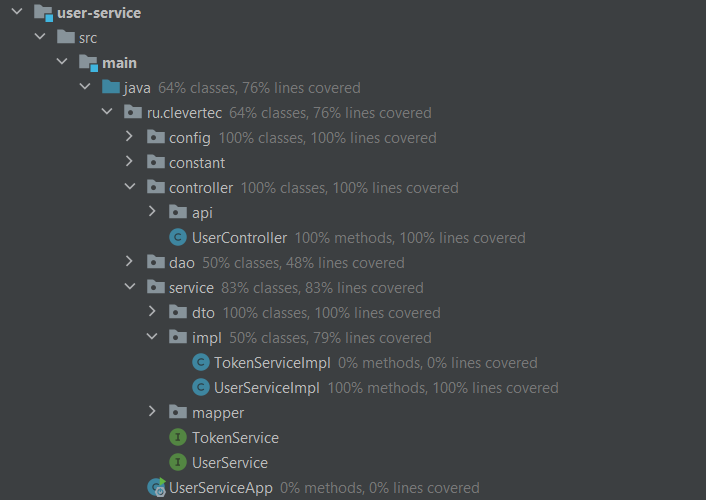 user-service
src
main
java 64% classes, 76% lines covered
ru.clevertec 64% classes, 76% lines covered
config 100% classes, 100% lines covered
constant
controller 100% classes, 100% lines covered
api
C UserController 100% methods, 100% lines covered
dao 50% classes, 48% lines covered
service 83% classes, 83% lines covered
dto 100% classes, 100% lines covered
impl 50% classes, 79% lines covered
C TokenServiceImpl 0% methods, 0% lines covered
C UserServiceImpl 100% methods, 100% lines covered
mapper
I TokenService
I UserService
UserServiceApp 0% methods, 0% lines covered